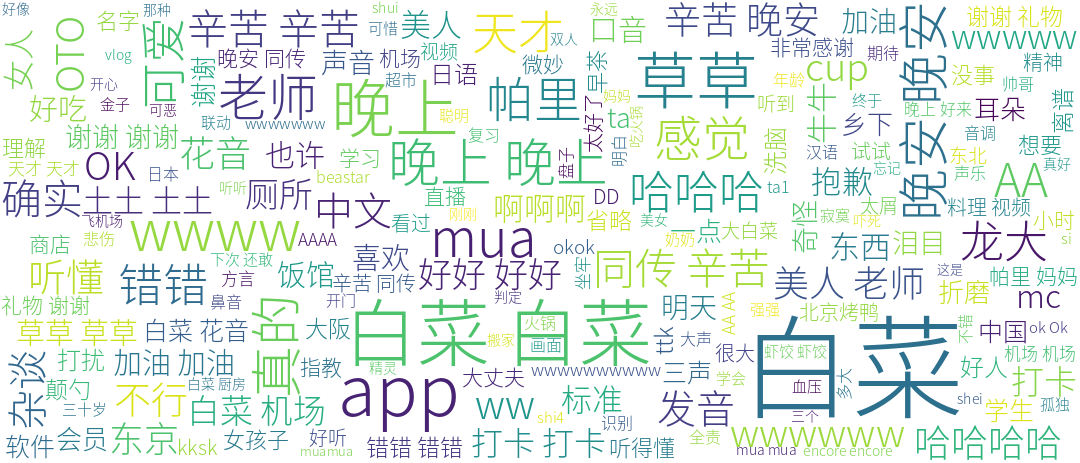 好像
女人
OTO
名字
那种
vlog
可爱
辛苦 辛苦
shui
可惜
美人
天才
双人
永远
口音
辛苦 晚安
加油
晚安
谢谢 礼物
wwwwww
好吃
开心
金子
可恶
谢谢
晚安 同传
声音
机场
视频
超市
日语
微妙
早茶
非常感谢
期待
没事
精神
帅哥
离谱
老师
晚上
聪明
帕里
草草
cup
年龄
听到
牛牛
终于
晚上 好来
耳朵
谢谢 谢谢
联动
wwwwwww
复习
太好了
妈妈
吃火锅
ta
感觉
洗脑
乡下
音调
想要
理解
天才 天才
花音
也许
学习
晚上 晚上
盘子
明白
汉语
试试
忘记
东北
真好
OK
日本
听听
厕所
beastar
直播
DD
哈哈哈
ta1
抱歉
声乐
晚安
AA
确实
土土 土土
飞机场
中文
看过
刚刚
啊啊啊
省略
美女
一点
大白菜
奇怪
寂寞
太屑
料理 视频
小时
商店
悲伤
wwww
AAAA
mua
okok
奶奶
吓死
东西
泪目
龙大
si
听懂
错错
下次 还敢
方言
饭馆
喜欢
辛苦 同传
好好 好好
坐牢
同传 辛苦
美人 老师
这是
帕里 妈妈
礼物 谢谢
鼻音
开门
判定
明天
AA AA
强强
北京烤鸭
折磨
mc
草草 草草
白菜 花音
真的
大阪
白菜 白菜
火锅
画面
搬家
ttk
大声
白菜
不错
中国
ok Ok
杂谈
打扰
加油 加油
指教
精灵
app
大丈夫
wwwwwwwwwww
三声
很大
虾饺 虾饺
好人
机场 机场
颠勺
不行
白菜 厨房
学会
血压
多大
打卡
三十岁
白菜 机场
ww
标准
发音
三个
shei
孤独
学生
软件
会员
东京
kksk
女孩子
好听
muamua
错错 错错
打卡 打卡
shi4
识别
听得懂
全责
wwwwww
mua mua
encore encore
哈哈哈哈